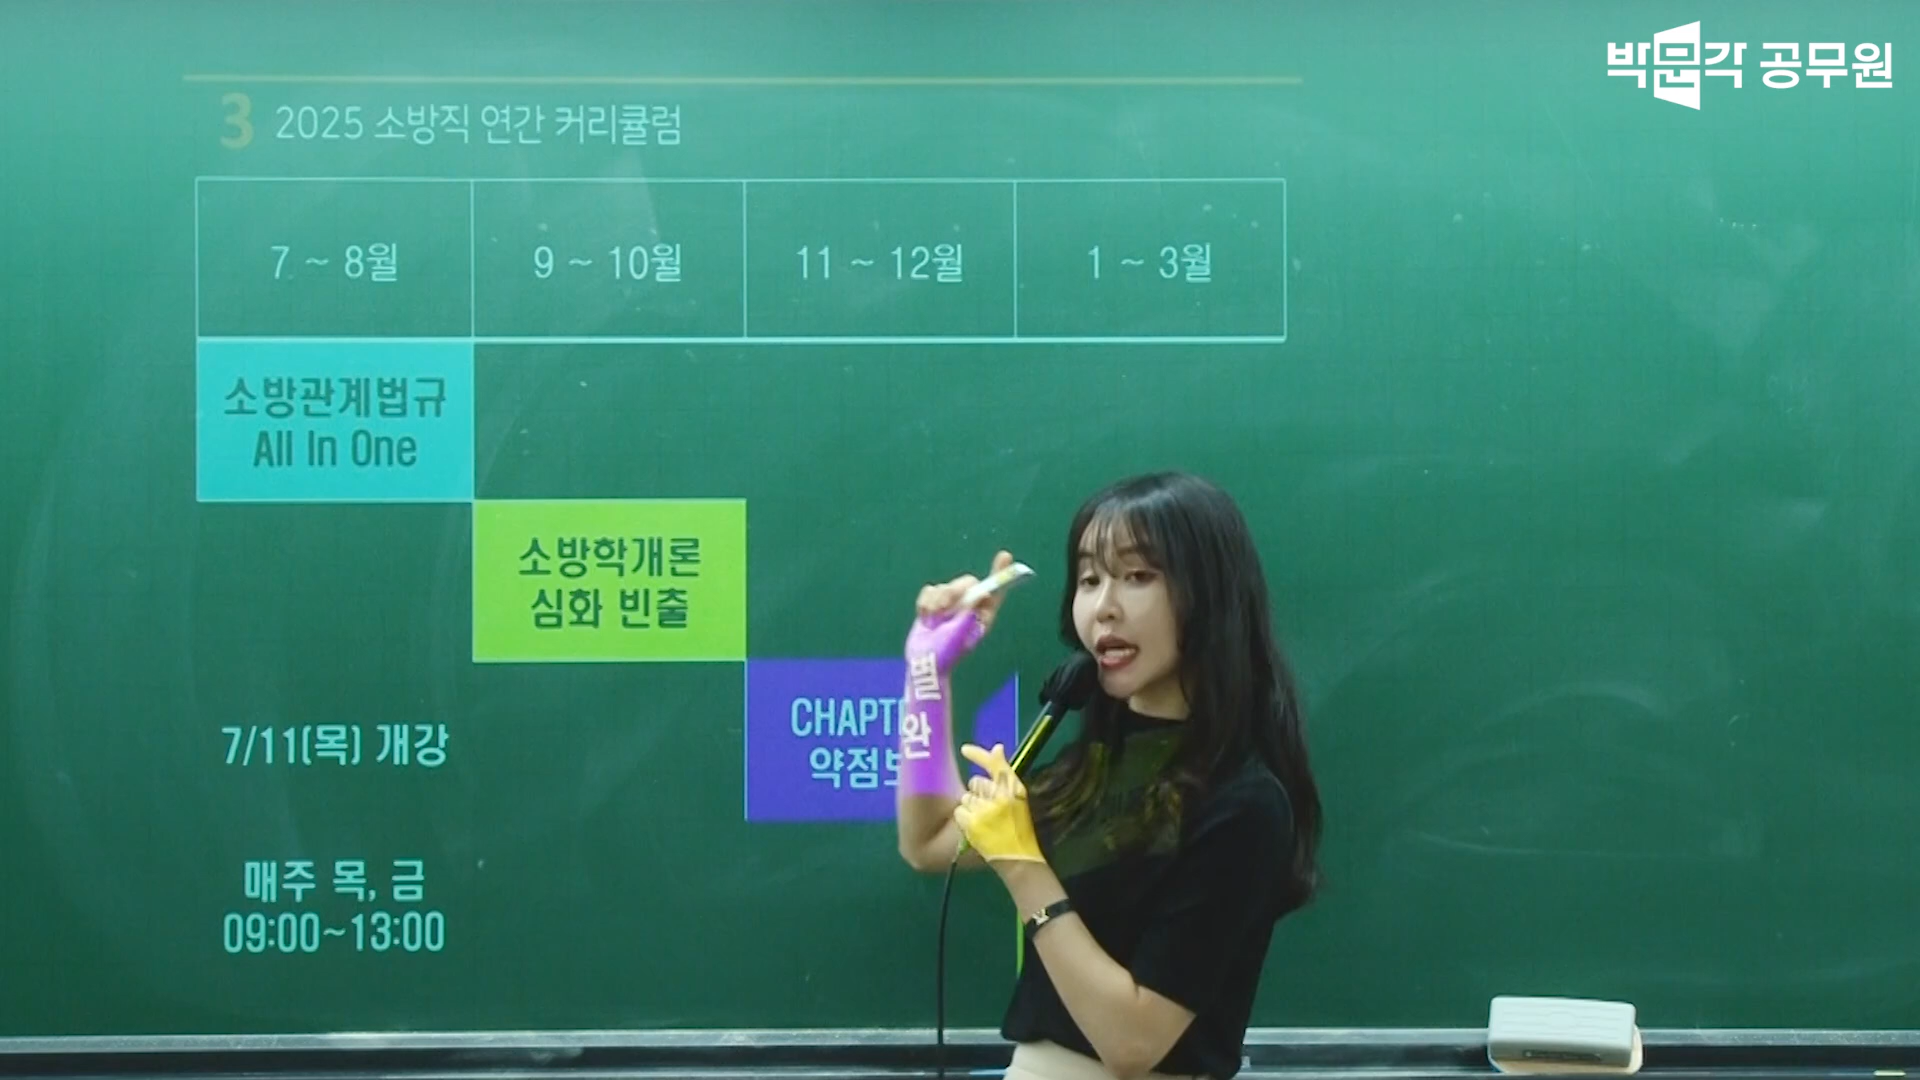 박문각 공무원
3 2025 소방직 연간 커리큘럼
7 ~ 8월
9 ~ 10월
11 ~ 12월
1 ~ 3월
소방관계법규
All In One
소방학개론
심화 빈출
7/11(목) 개강
매주 목, 금
09:00~13:00